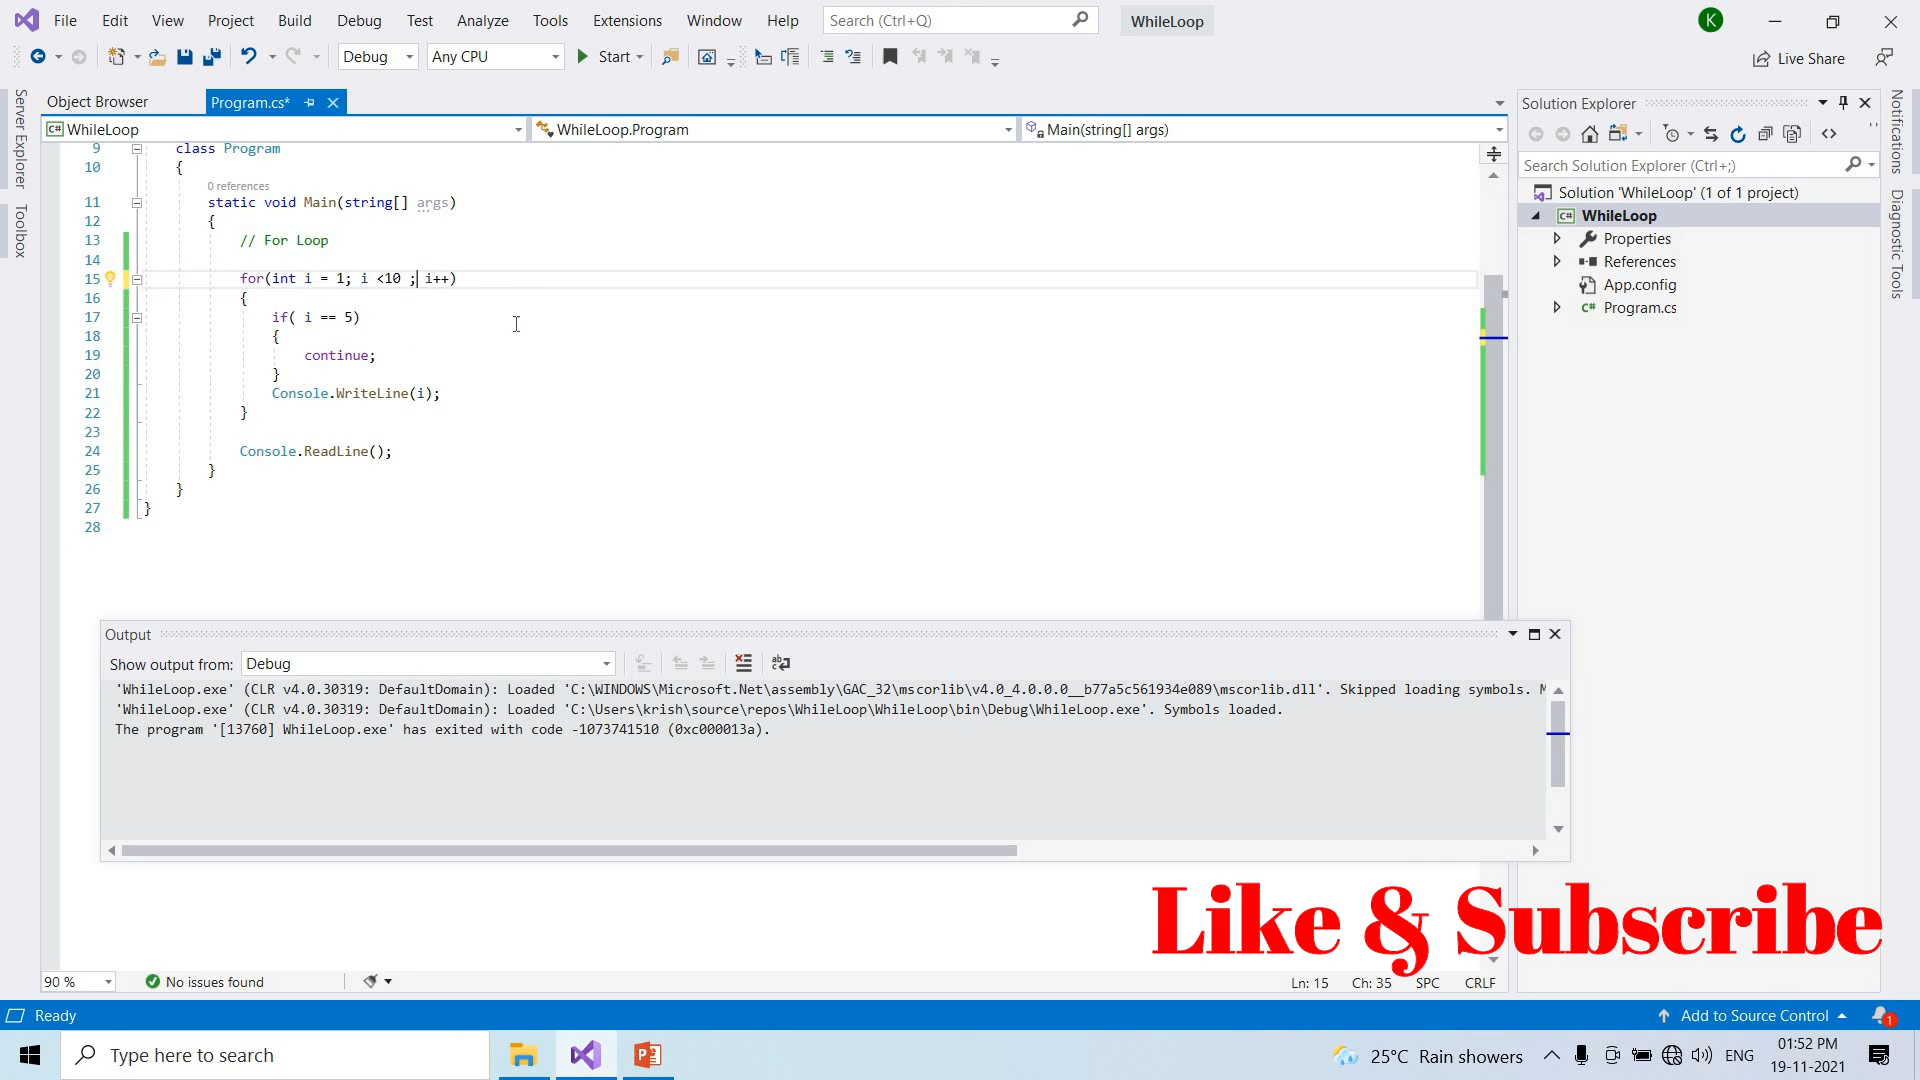 File Edit View Project Build Debug Test Analyze Tools Extensions Window Help Search (Ctrl+Q) WhileLoop K
Debug Any CPU Start Live Share
Object Browser Program.cs* Solution Explorer
WhileLoop WhileLoop.Program Main(string[] args)
Search Solution Explorer (Ctrl+;)
Solution 'WhileLoop' (1 of 1 project)
WhileLoop
Properties
References
App.config
Program.cs
Server Explorer
Toolbox
Notifications
Diagnostic Tools
9 class Program
10 {
0 references
11 static void Main(string[] args)
12 {
13 // For Loop
14
15 for(int i = 1; i <10 ; i++)
16 {
17 if( i == 5)
18 {
19 continue;
20 }
21 Console.WriteLine(i);
22 }
23
24 Console.ReadLine();
25 }
26 }
27 }
28
Output
Show output from: Debug
'WhileLoop.exe' (CLR v4.0.30319: DefaultDomain): Loaded 'C:\WINDOWS\Microsoft.Net\assembly\GAC_32\mscorlib\v4.0_4.0.0.0__b77a5c561934e089\mscorlib.dll'. Skipped loading symbols. M
'WhileLoop.exe' (CLR v4.0.30319: DefaultDomain): Loaded 'C:\Users\krish\source\repos\WhileLoop\WhileLoop\bin\Debug\WhileLoop.exe'. Symbols loaded.
The program '[13760] WhileLoop.exe' has exited with code -1073741510 (0xc000013a).
Like & Subscribe
90 % No issues found Ln: 15 Ch: 35 SPC CRLF
Ready Add to Source Control 1
Type here to search 25°C Rain showers ENG 01:52 PM
19-11-2021